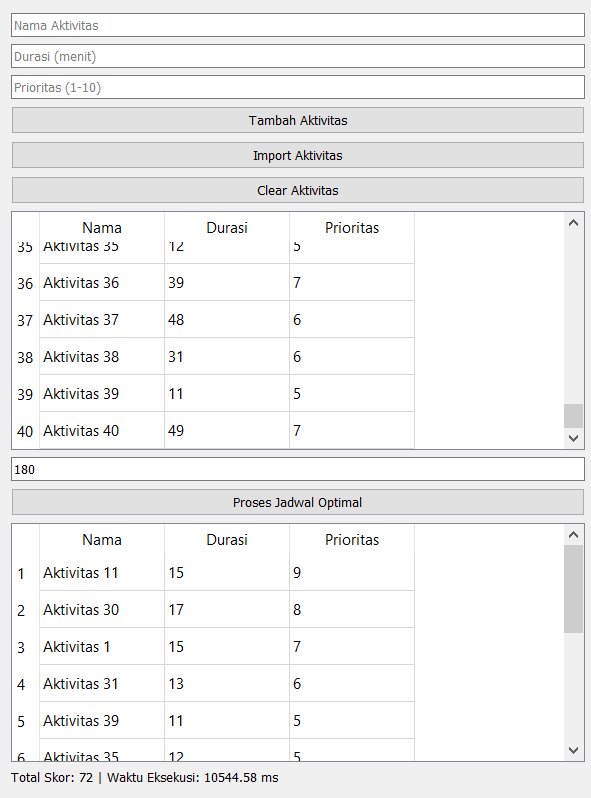 Nama Aktivitas
Durasi (menit)
Prioritas (1-10)
Tambah Aktivitas
Import Aktivitas
Clear Aktivitas
Nama Durasi Prioritas
35 Aktivitas 35 12 5
36 Aktivitas 36 39 7
37 Aktivitas 37 48 6
38 Aktivitas 38 31 6
39 Aktivitas 39 11 5
40 Aktivitas 40 49 7
180
Proses Jadwal Optimal
Nama Durasi Prioritas
1 Aktivitas 11 15 9
2 Aktivitas 30 17 8
3 Aktivitas 1 15 7
4 Aktivitas 31 13 6
5 Aktivitas 39 11 5
6 Aktivitas 35 12 5
Total Skor: 72 | Waktu Eksekusi: 10544.58 ms